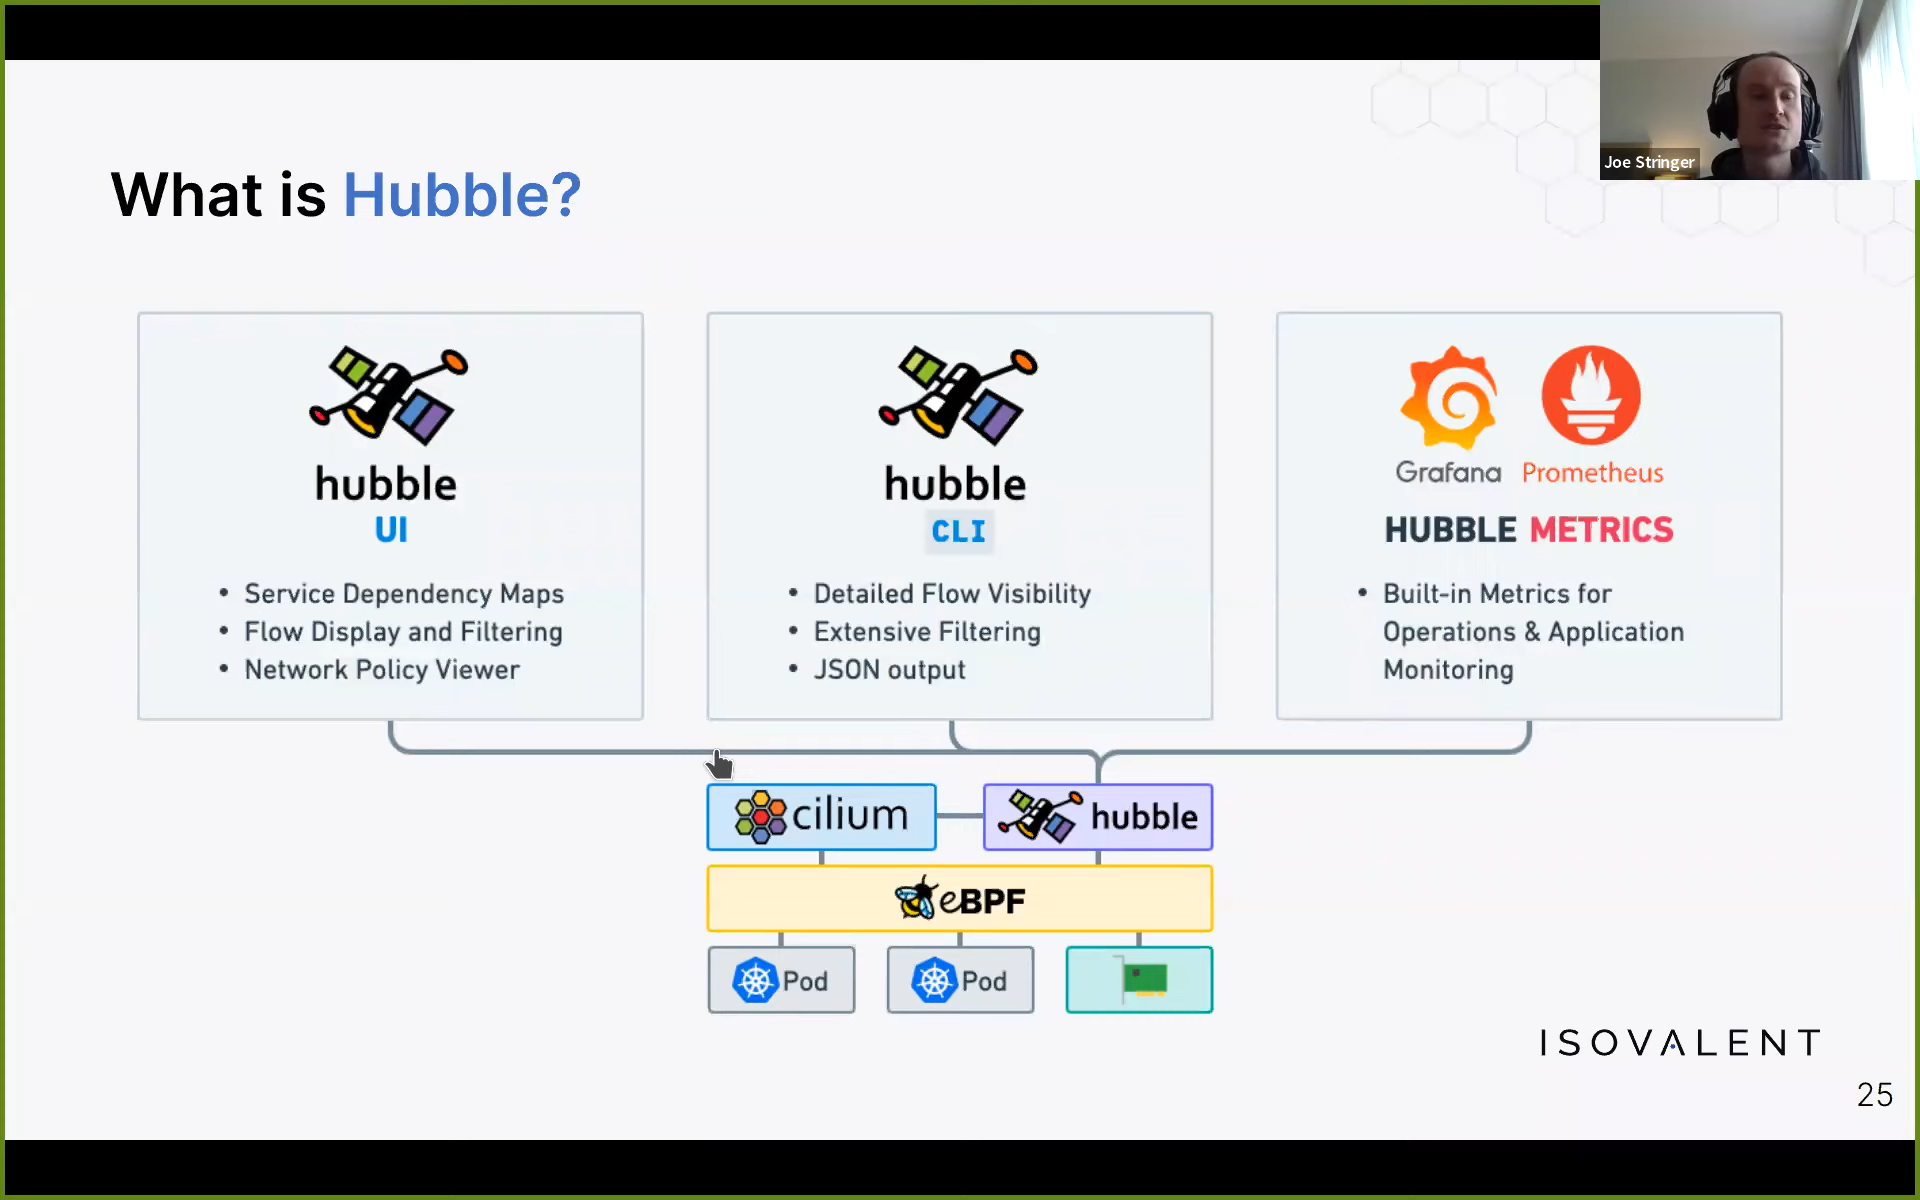 Joe Stringer
What is Hubble?
hubble
UI
• Service Dependency Maps
• Flow Display and Filtering
• Network Policy Viewer
hubble
CLI
• Detailed Flow Visibility
• Extensive Filtering
• JSON output
Grafana Prometheus
HUBBLE METRICS
• Built-in Metrics for
Operations & Application
Monitoring
cilium
hubble
eBPF
Pod
Pod
ISOVALENT
25